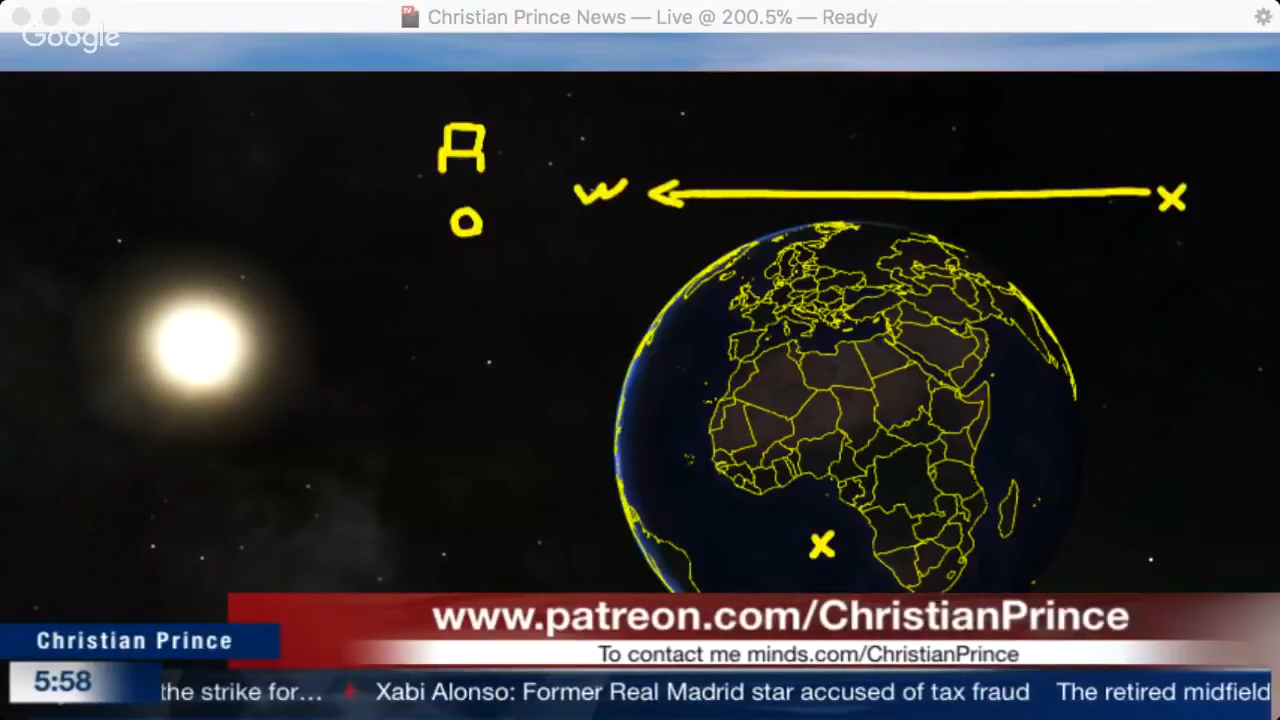 Christian Prince News — Live @ 200.5% — Ready
Google
W
X
X
www.patreon.com/ChristianPrince
Christian Prince
To contact me minds.com/ChristianPrince
5:58
the strike for... Xabi Alonso: Former Real Madrid star accused of tax fraud The retired midfield